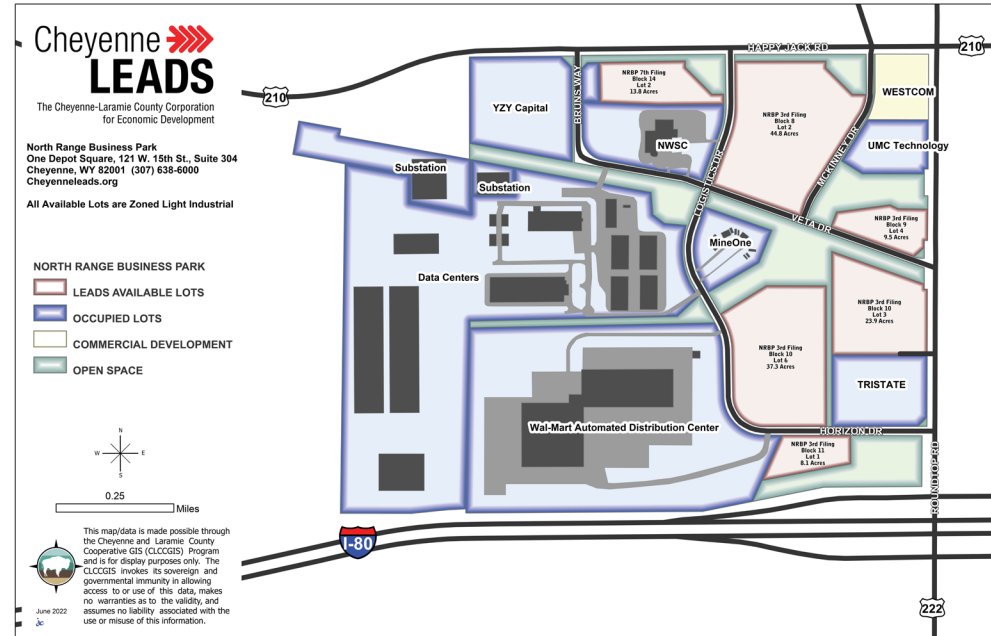 Cheyenne
LEADS
The Cheyenne-Laramie County Corporation
for Economic Development
North Range Business Park
One Depot Square, 121 W. 15th St., Suite 304
Cheyenne, WY 82001 (307) 638-6000
Cheyenneleads.org
All Available Lots are Zoned Light Industrial
NORTH RANGE BUSINESS PARK
LEADS AVAILABLE LOTS
OCCUPIED LOTS
COMMERCIAL DEVELOPMENT
OPEN SPACE
N
W
E
S
0.25
Miles
This map/data is made possible through
the Cheyenne and Laramie County
Cooperative GIS (CLCCGIS) Program
and is for display purposes only. The
CLCCGIS invokes its sovereign and
governmental immunity in allowing
access to or use of this data, makes
no warranties as to the validity, and
assumes no liability associated with the
use or misuse of this information.
June 2022
jc
210
HAPPY JACK RD
210
BRUNS WAY
YZY Capital
NRBP 7th Filing
Block 14
Lot 2
13.8 Acres
NWSC
LOGISTICS DR
NRBP 3rd Filing
Block 8
Lot 2
44.8 Acres
MCKINNEY DR
WESTCOM
UMC Technology
Substation
Substation
VETA DR
NRBP 3rd Filing
Block 9
Lot 4
9.5 Acres
MineOne
Data Centers
NRBP 3rd Filing
Block 10
Lot 3
23.9 Acres
NRBP 3rd Filing
Block 10
Lot 6
37.3 Acres
TRISTATE
Wal-Mart Automated Distribution Center
HORIZON DR
NRBP 3rd Filing
Block 11
Lot 1
8.1 Acres
ROUNDTOP RD
I-80
222